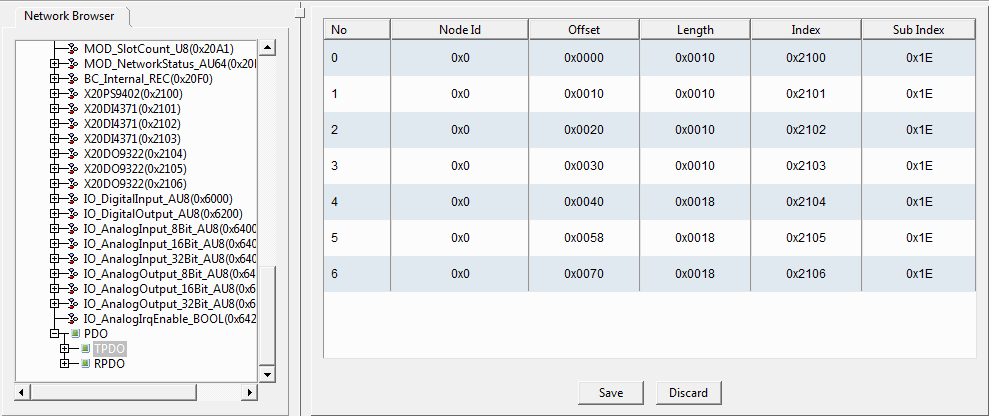 Network Browser
MOD_SlotCount_U8(0x20A1)
MOD_NetworkStatus_AU64(0x20
BC_Internal_REC(0x20F0)
X20PS9402(0x2100)
X20DI4371(0x2101)
X20DI4371(0x2102)
X20DI4371(0x2103)
X20DO9322(0x2104)
X20DO9322(0x2105)
X20DO9322(0x2106)
IO_DigitalInput_AU8(0x6000)
IO_DigitalOutput_AU8(0x6200)
IO_AnalogInput_8Bit_AU8(0x6400
IO_AnalogInput_16Bit_AU8(0x640
IO_AnalogInput_32Bit_AU8(0x640
IO_AnalogOutput_8Bit_AU8(0x64
IO_AnalogOutput_16Bit_AU8(0x6
IO_AnalogOutput_32Bit_AU8(0x6
IO_AnalogIrqEnable_BOOL(0x642
PDO
TPDO
RPDO
No Node Id Offset Length Index Sub Index
0 0x0 0x0000 0x0010 0x2100 0x1E
1 0x0 0x0010 0x0010 0x2101 0x1E
2 0x0 0x0020 0x0010 0x2102 0x1E
3 0x0 0x0030 0x0010 0x2103 0x1E
4 0x0 0x0040 0x0018 0x2104 0x1E
5 0x0 0x0058 0x0018 0x2105 0x1E
6 0x0 0x0070 0x0018 0x2106 0x1E
Save Discard